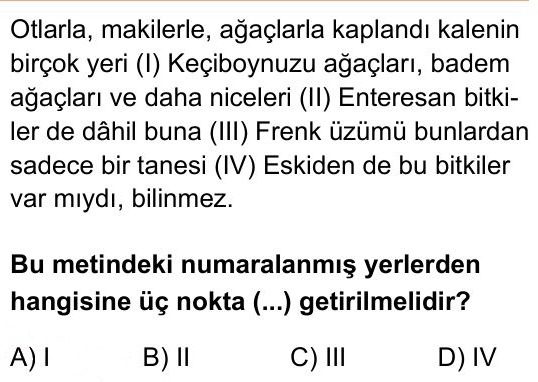 Otlarla, makilerle, ağaçlarla kaplandı kalenin
birçok yeri (I) Keçiboynuzu ağaçları, badem
ağaçları ve daha niceleri (II) Enteresan bitki-
ler de dâhil buna (III) Frenk üzümü bunlardan
sadece bir tanesi (IV) Eskiden de bu bitkiler
var mıydı, bilinmez.
Bu metindeki numaralanmış yerlerden
hangisine üç nokta (...) getirilmelidir?
A) I B) II C) III D) IV